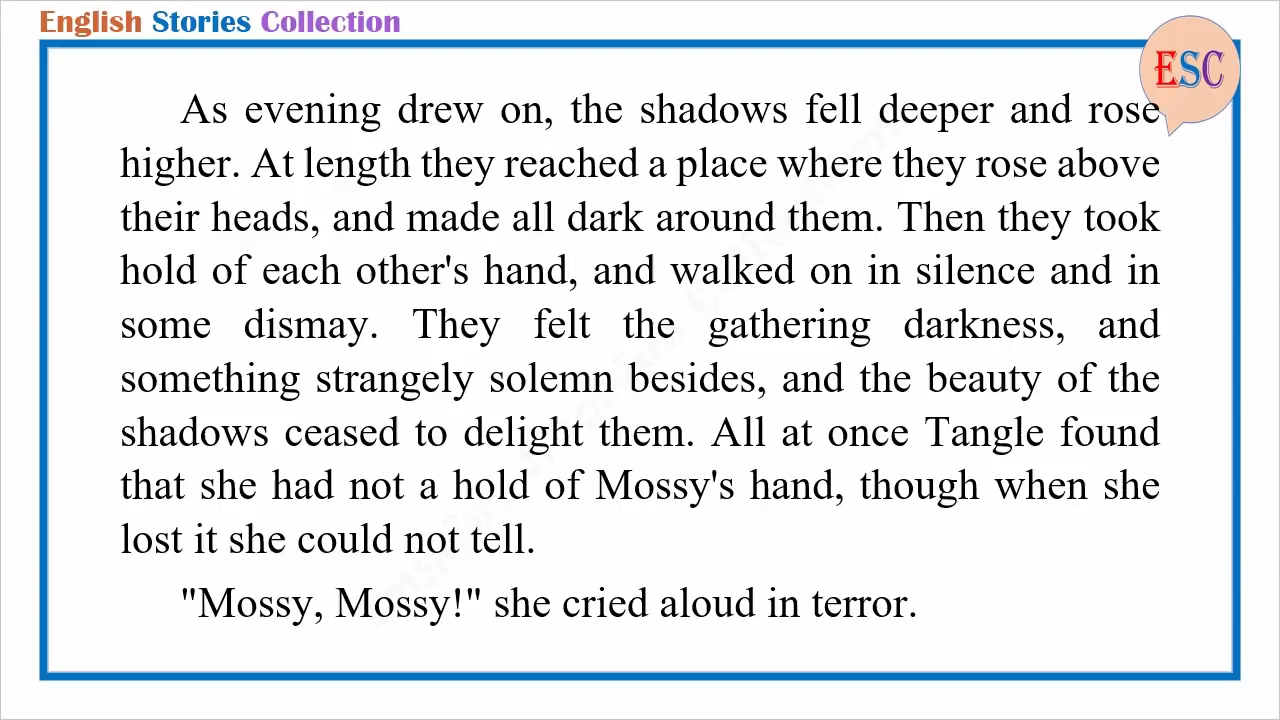 English Stories Collection
ESC
As evening drew on, the shadows fell deeper and rose
higher. At length they reached a place where they rose above
their heads, and made all dark around them. Then they took
hold of each other's hand, and walked on in silence and in
some dismay. They felt the gathering darkness, and
something strangely solemn besides, and the beauty of the
shadows ceased to delight them. All at once Tangle found
that she had not a hold of Mossy's hand, though when she
lost it she could not tell.
"Mossy, Mossy!" she cried aloud in terror.